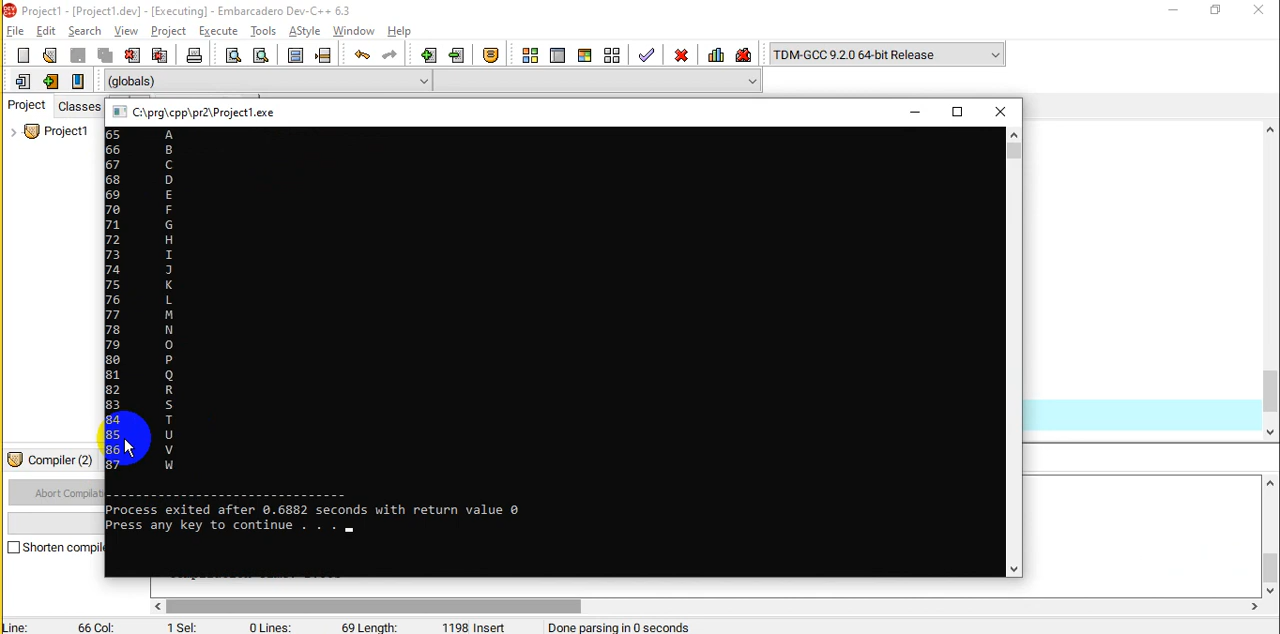 Project1 - [Project1.dev] - [Executing] - Embarcadero Dev-C++ 6.3
File Edit Search View Project Execute Tools AStyle Window Help
TDM-GCC 9.2.0 64-bit Release
(globals)
Project Classes
C:\prg\cpp\pr2\Project1.exe
Project1
65 A
66 B
67 C
68 D
69 E
70 F
71 G
72 H
73 I
74 J
75 K
76 L
77 M
78 N
79 O
80 P
81 Q
82 R
83 S
84 T
85 U
86 V
87 W
Compiler (2)
Abort Compilat
--------------------------------
Process exited after 0.6882 seconds with return value 0
Press any key to continue . . .
Shorten compile
Line: 66 Col: 1 Sel: 0 Lines: 69 Length: 1198 Insert Done parsing in 0 seconds